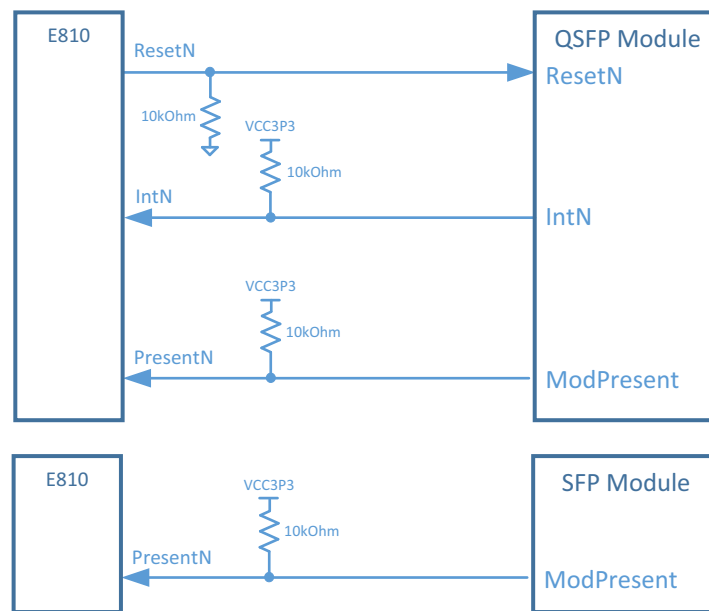 E810
QSFP Module
ResetN
ResetN
10kOhm
VCC3P3
10kOhm
IntN
IntN
VCC3P3
10kOhm
PresentN
ModPresent
E810
SFP Module
VCC3P3
10kOhm
PresentN
ModPresent